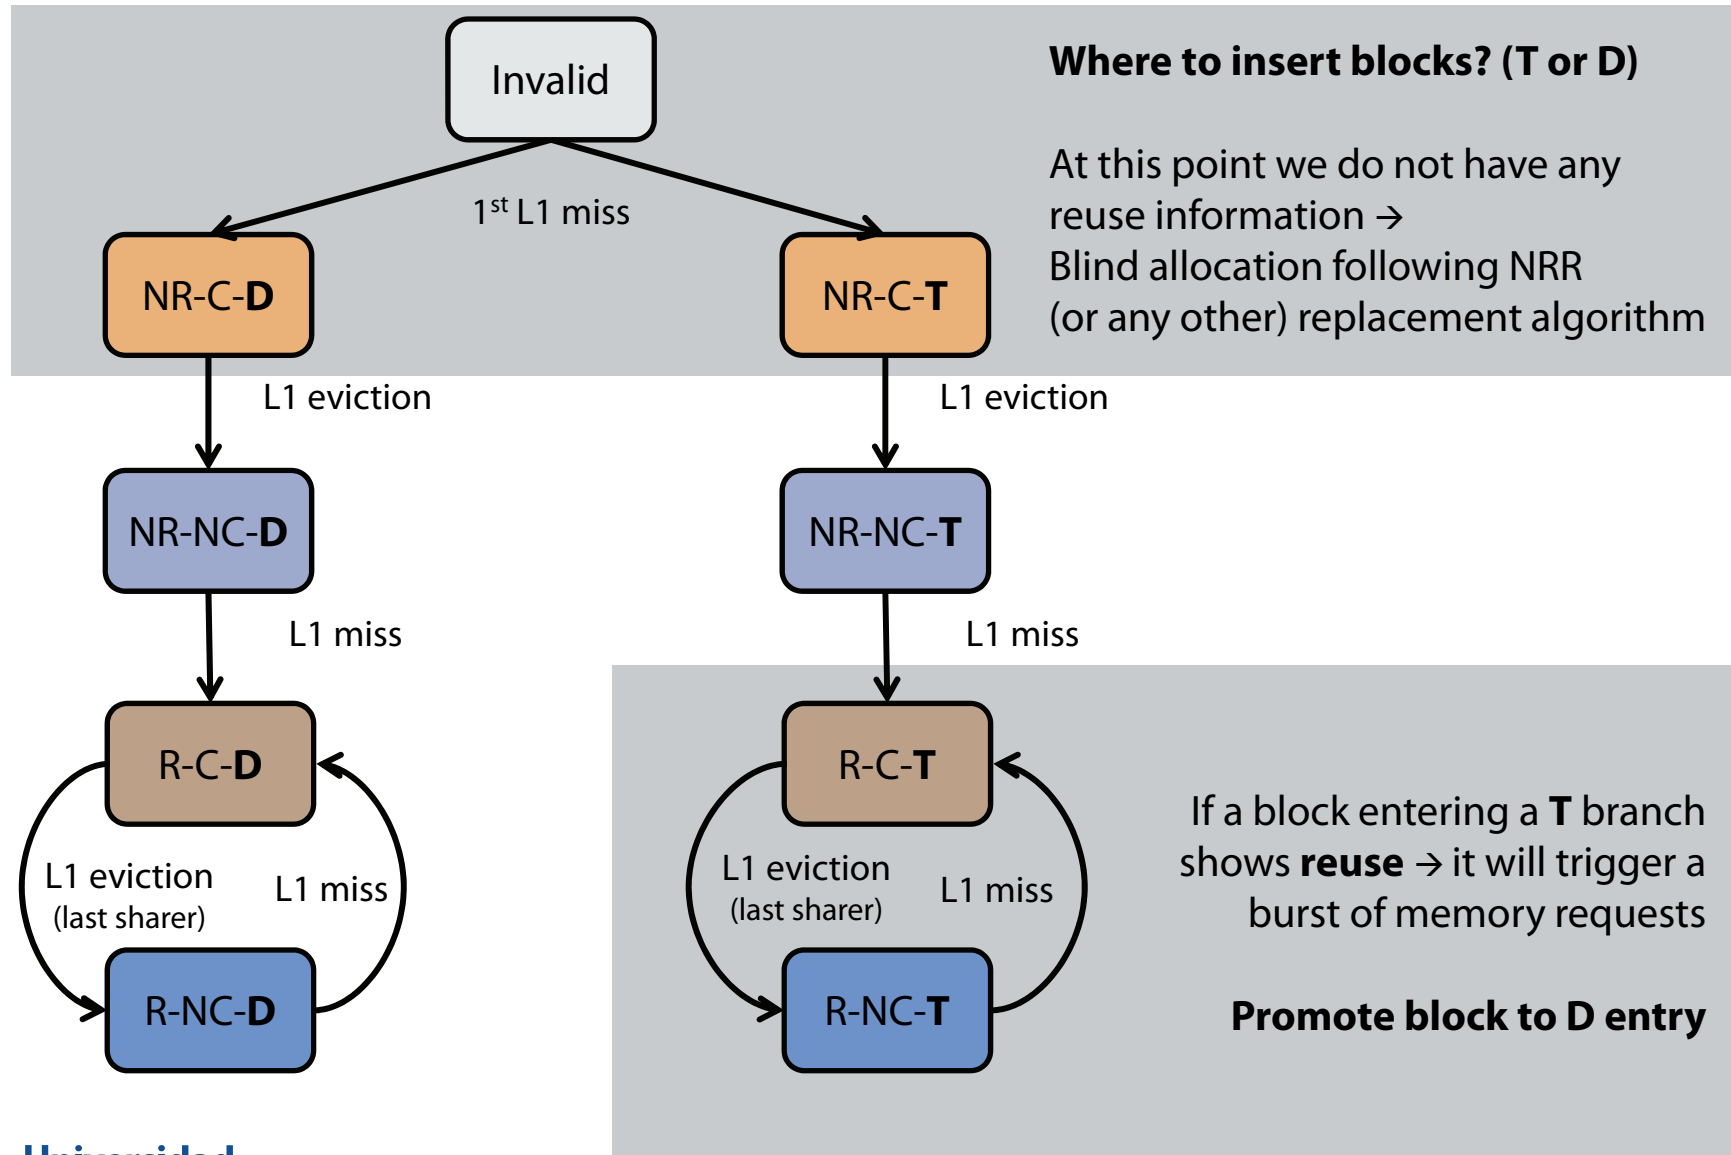 Invalid
Where to insert blocks? (T or D)
At this point we do not have any
reuse information →
Blind allocation following NRR
(or any other) replacement algorithm
1st L1 miss
NR-C-D
NR-C-T
L1 eviction
L1 eviction
NR-NC-D
NR-NC-T
L1 miss
L1 miss
R-C-D
R-C-T
L1 eviction
(last sharer)
L1 miss
L1 eviction
(last sharer)
L1 miss
R-NC-D
R-NC-T
If a block entering a T branch
shows reuse → it will trigger a
burst of memory requests
Promote block to D entry
Universidad